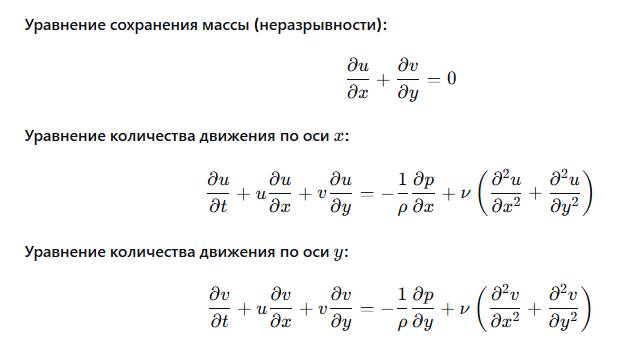 Уравнение сохранения массы (неразрывности):
∂u/∂x + ∂v/∂y = 0
Уравнение количества движения по оси x:
∂u/∂t + u ∂u/∂x + v ∂u/∂y = −1/ρ ∂p/∂x + ν (∂²u/∂x² + ∂²u/∂y²)
Уравнение количества движения по оси y:
∂v/∂t + u ∂v/∂x + v ∂v/∂y = −1/ρ ∂p/∂y + ν (∂²v/∂x² + ∂²v/∂y²)